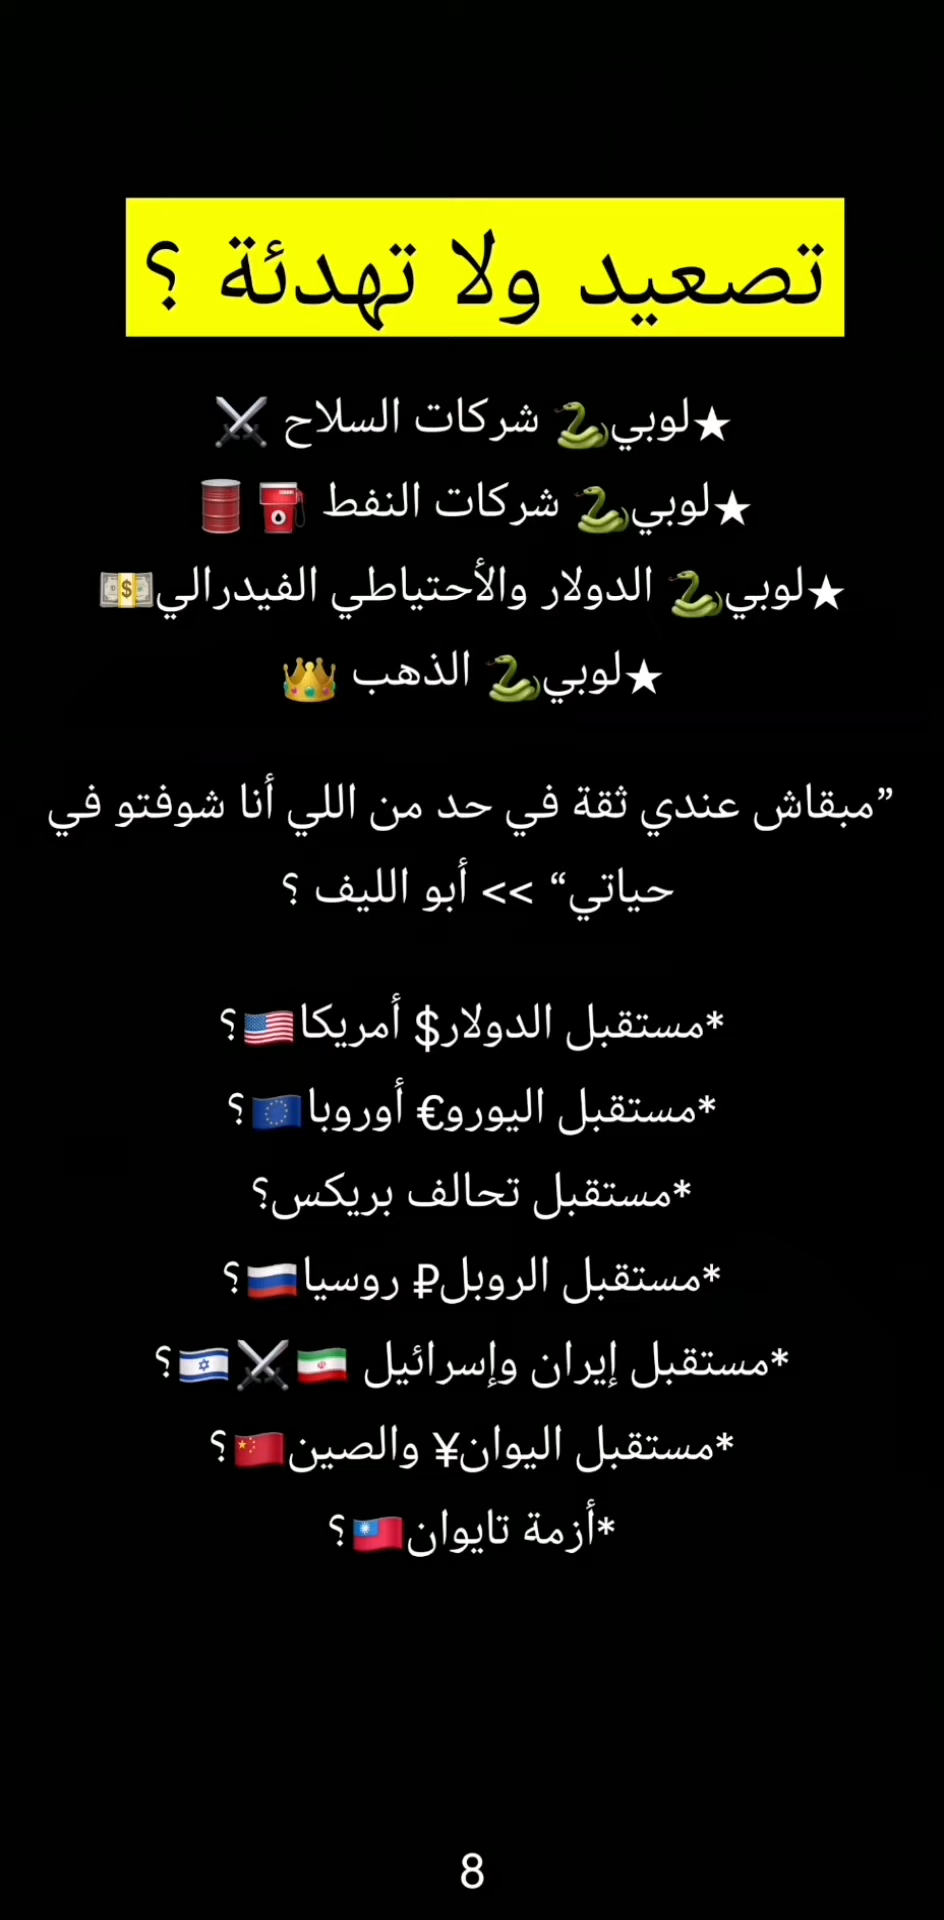 تصعيد ولا تهدئة ؟
★لوبي🐍 شركات السلاح ⚔️
★لوبي🐍 شركات النفط ⛽🛢️
★لوبي🐍 الدولار والأحتياطي الفيدرالي💵
★لوبي🐍 الذهب 👑
”مبقاش عندي ثقة في حد من اللي أنا شوفتو في
حياتي“ >> أبو الليف ؟
*مستقبل الدولار$ أمريكا🇺🇸؟
*مستقبل اليورو€ أوروبا🇪🇺؟
*مستقبل تحالف بريكس؟
*مستقبل الروبل₽ روسيا🇷🇺؟
*مستقبل إيران وإسرائيل 🇮🇷⚔️🇮🇱؟
*مستقبل اليوان¥ والصين🇨🇳؟
*أزمة تايوان🇹🇼؟
8